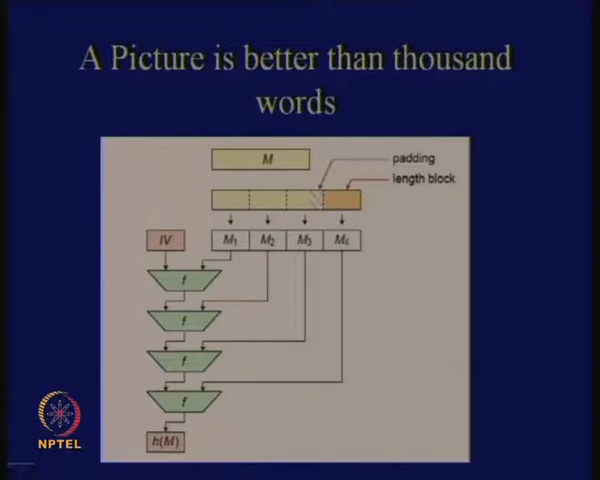 A Picture is better than thousand
words
M
padding
length block
IV
M₁ M₂ M₃ M₄
f
f
f
f
h(M)
NPTEL